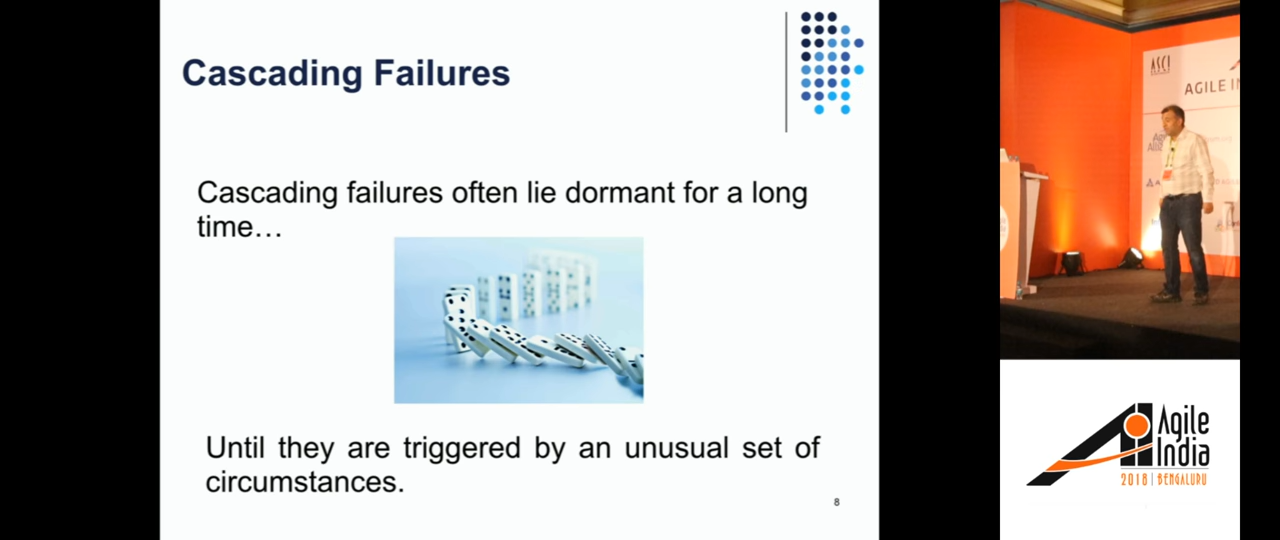 Cascading Failures
Cascading failures often lie dormant for a long
time…
Until they are triggered by an unusual set of
circumstances.
8
ASCI
AGILE IN
Agile
India
2018 | BENGALURU